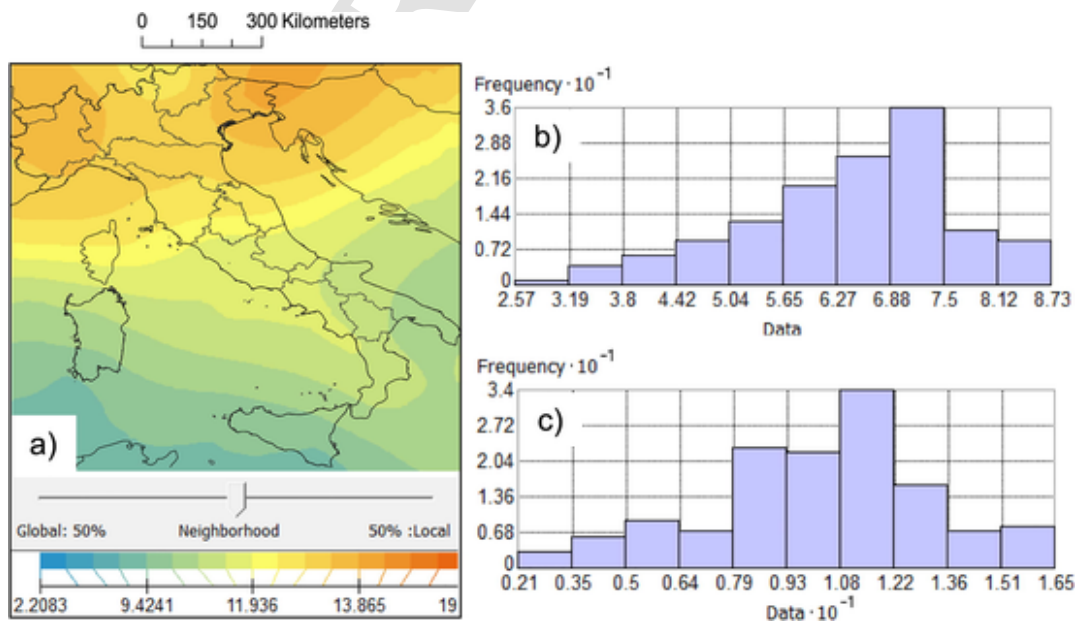 0 150 300 Kilometers
a)
Global: 50% Neighborhood 50% :Local
2.2083 9.4241 11.936 13.865 19
Frequency · 10⁻¹
b)
3.6
2.88
2.16
1.44
0.72
0
2.57 3.19 3.8 4.42 5.04 5.65 6.27 6.88 7.5 8.12 8.73
Data
Frequency · 10⁻¹
c)
3.4
2.72
2.04
1.36
0.68
0
0.21 0.35 0.5 0.64 0.79 0.93 1.08 1.22 1.36 1.51 1.65
Data · 10⁻¹